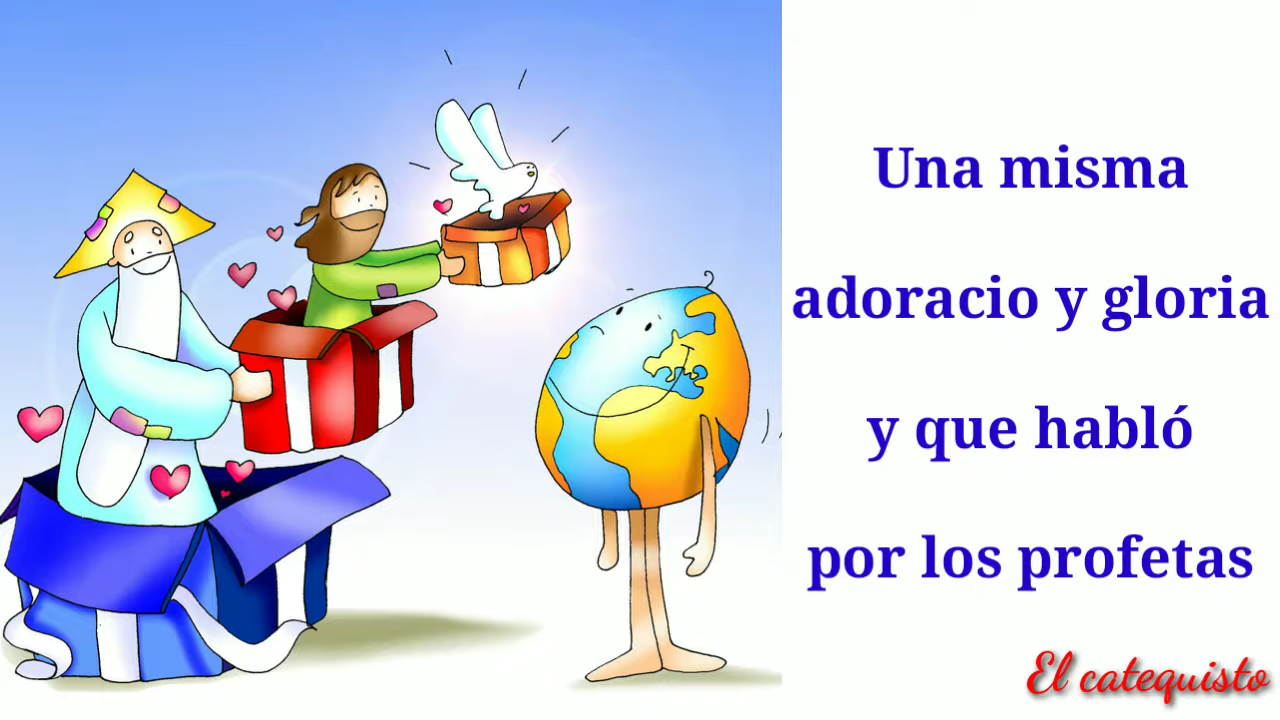 Una misma
adoracio y gloria
y que habló
por los profetas
El catequisto